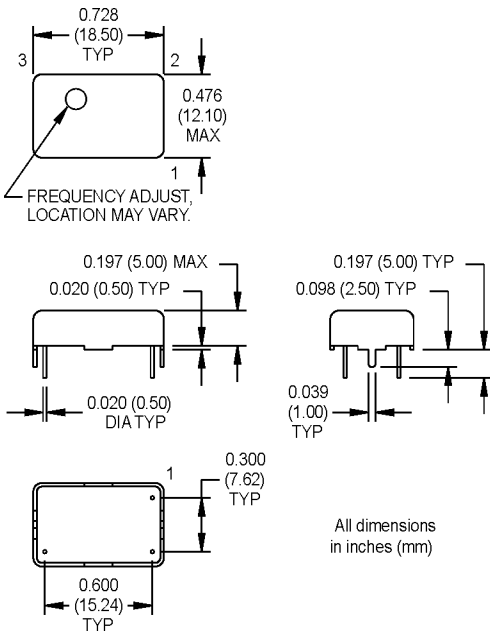 0.728
(18.50)
TYP
3
2
0.476
(12.10)
MAX
1
FREQUENCY ADJUST,
LOCATION MAY VARY.
0.197 (5.00) MAX
0.020 (0.50) TYP
0.197 (5.00) TYP
0.098 (2.50) TYP
0.020 (0.50)
DIA TYP
0.039
(1.00)
TYP
1
0.300
(7.62)
TYP
0.600
(15.24)
TYP
All dimensions
in inches (mm)